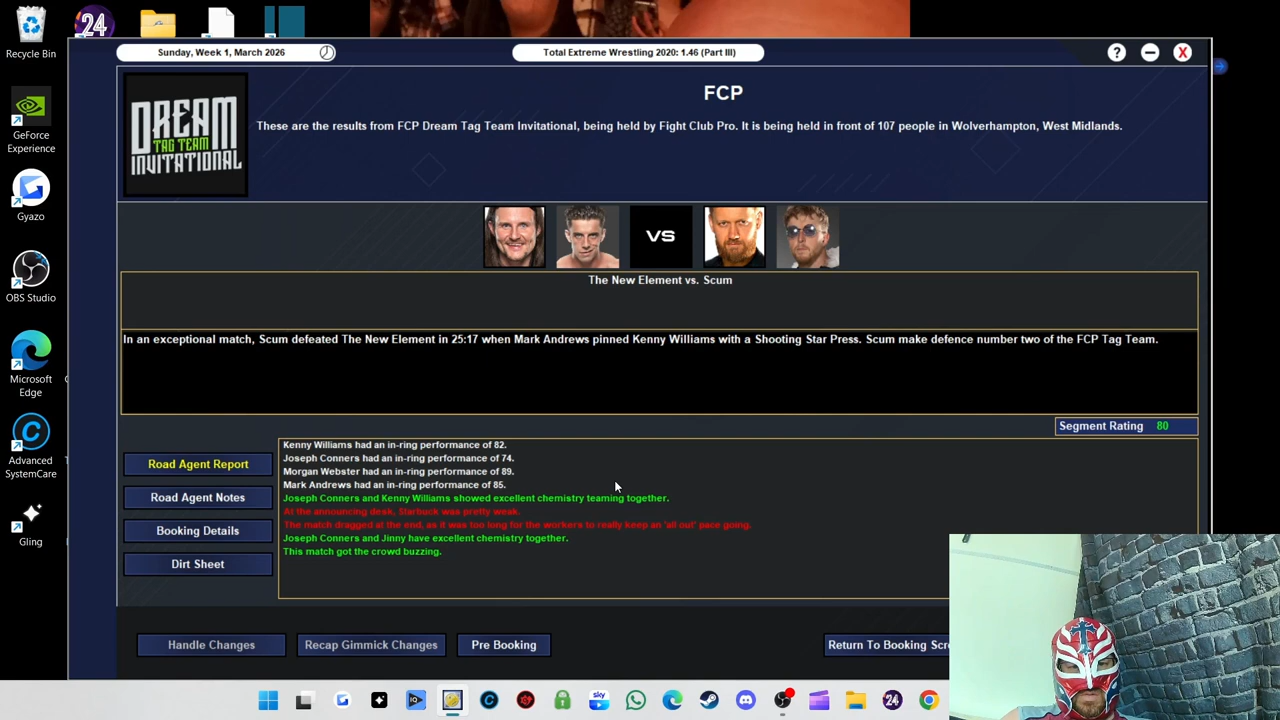 Sunday, Week 1, March 2026
Total Extreme Wrestling 2020: 1.46 (Part III)
?
X
24
Recycle Bin
GeForce
Experience
Gyazo
OBS Studio
Microsoft
Edge
Advanced
SystemCare
Gling
DREAM
TAG TEAM
INVITATIONAL
FCP
These are the results from FCP Dream Tag Team Invitational, being held by Fight Club Pro. It is being held in front of 107 people in Wolverhampton, West Midlands.
VS
The New Element vs. Scum
In an exceptional match, Scum defeated The New Element in 25:17 when Mark Andrews pinned Kenny Williams with a Shooting Star Press. Scum make defence number two of the FCP Tag Team.
Segment Rating 80
Road Agent Report
Road Agent Notes
Booking Details
Dirt Sheet
Kenny Williams had an in-ring performance of 82.
Joseph Conners had an in-ring performance of 74.
Morgan Webster had an in-ring performance of 89.
Mark Andrews had an in-ring performance of 85.
Joseph Conners and Kenny Williams showed excellent chemistry teaming together.
At the announcing desk, Starbuck was pretty weak.
The match dragged at the end, as it was too long for the workers to really keep an 'all out' pace going.
Joseph Conners and Jinny have excellent chemistry together.
This match got the crowd buzzing.
Handle Changes
Recap Gimmick Changes
Pre Booking
Return To Booking Scre
sky
24